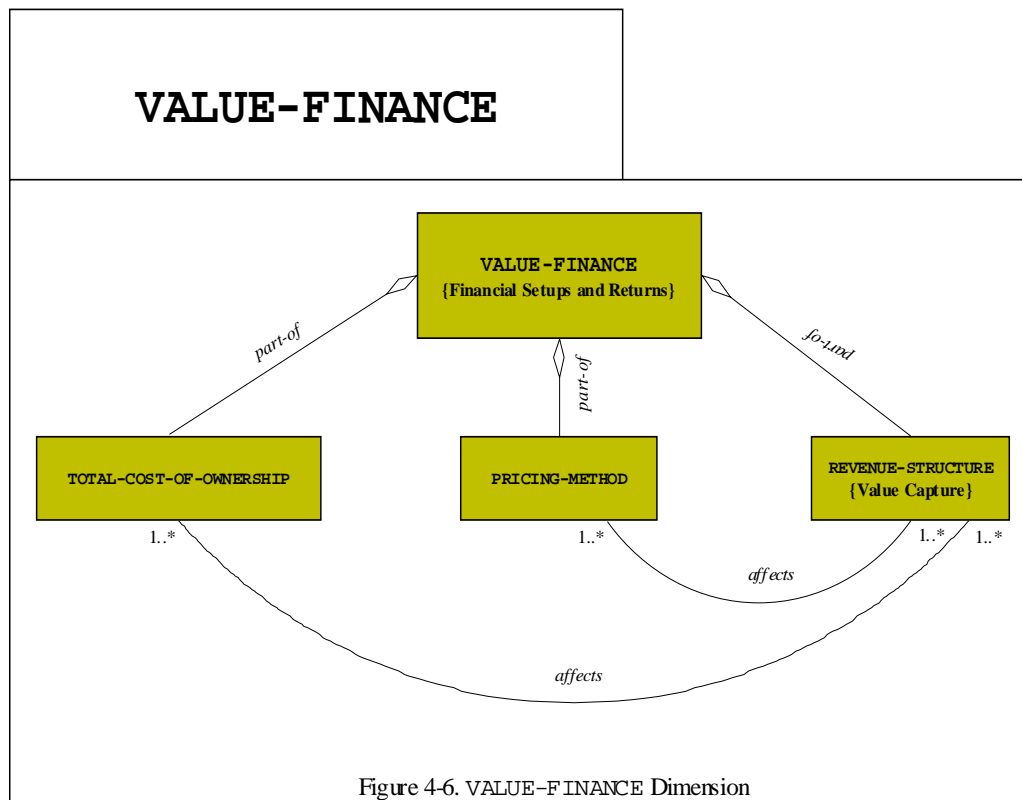 VALUE-FINANCE
VALUE-FINANCE
{Financial Setups and Returns}
part-of
part-of
part-of
TOTAL-COST-OF-OWNERSHIP
PRICING-METHOD
REVENUE-STRUCTURE
{Value Capture}
1..*
1..*
1..*
1..*
affects
affects
Figure 4-6. VALUE-FINANCE Dimension